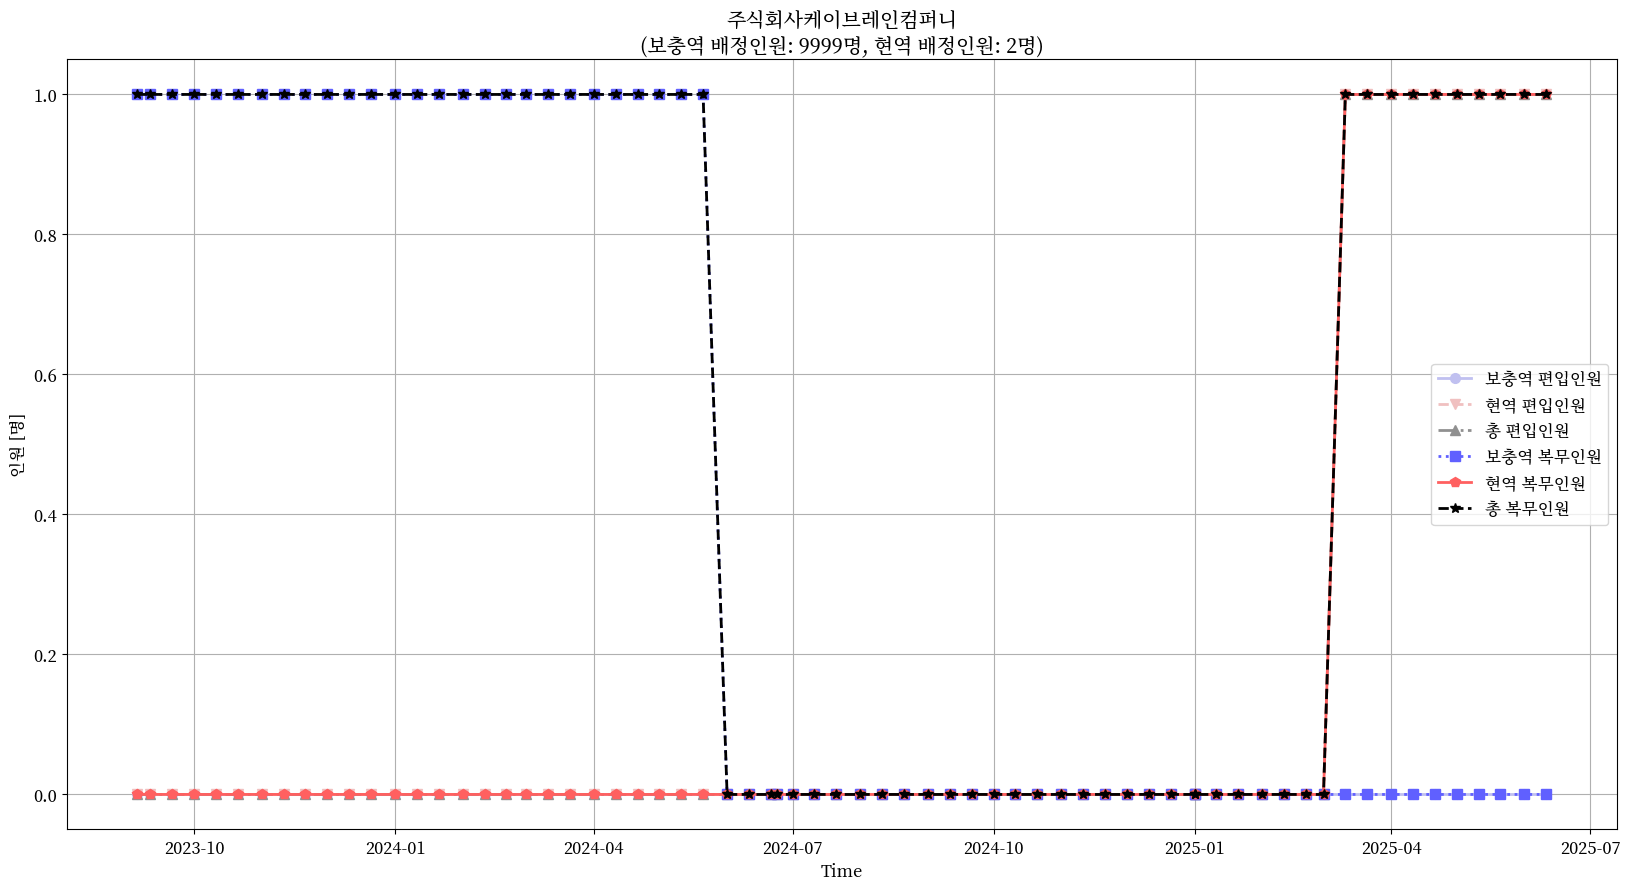 주식회사케이브레인컴퍼니
(보충역 배정인원: 9999명, 현역 배정인원: 2명)
인원 [명]
1.0
0.8
0.6
0.4
0.2
0.0
보충역 편입인원
현역 편입인원
총 편입인원
보충역 복무인원
현역 복무인원
총 복무인원
2023-10
2024-01
2024-04
2024-07
2024-10
2025-01
2025-04
2025-07
Time